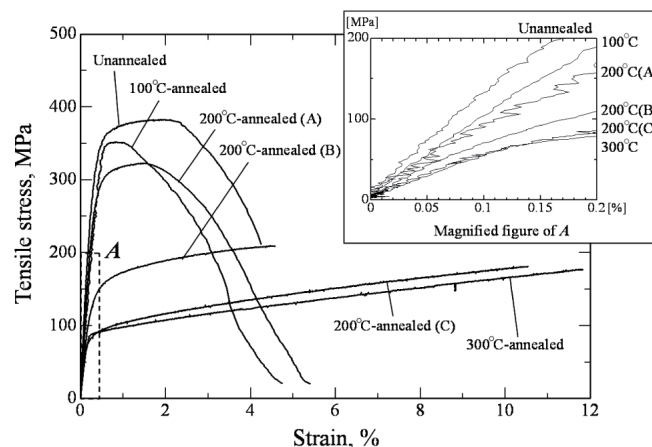 Tensile stress, MPa
500
400
300
200
100
0
0
2
4
6
8
10
12
Strain, %
Unannealed
100°C-annealed
200°C-annealed (A)
200°C-annealed (B)
A
200°C-annealed (C)
300°C-annealed
[MPa]
200
100
0
0
0.05
0.1
0.15
0.2 [%]
Unannealed
100°C
200°C(A
200°C(B)
200°C(C)
300°C
Magnified figure of A